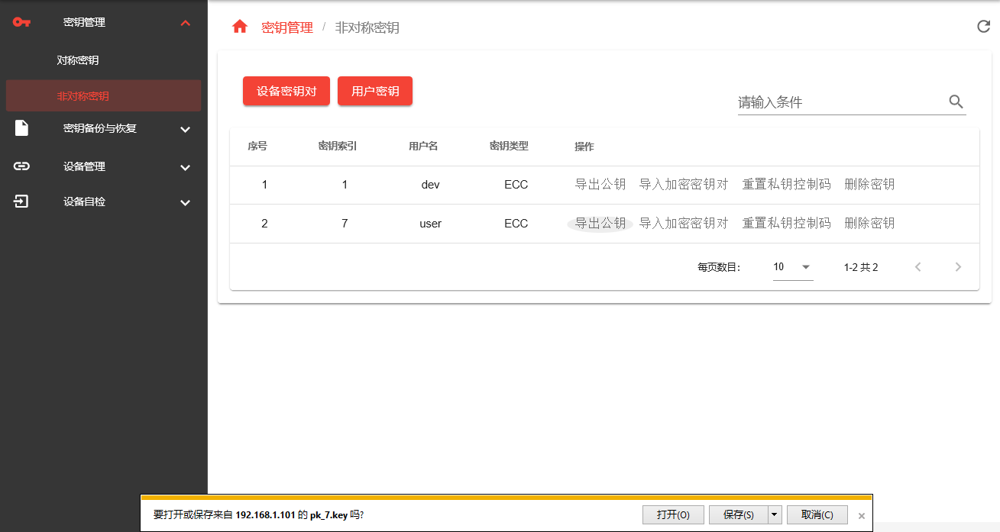 密钥管理
对称密钥
非对称密钥
密钥备份与恢复
设备管理
设备自检
密钥管理 / 非对称密钥
设备密钥对 用户密钥
请输入条件
序号 密钥索引 用户名 密钥类型 操作
1 1 dev ECC 导出公钥 导入加密密钥对 重置私钥控制码 删除密钥
2 7 user ECC 导出公钥 导入加密密钥对 重置私钥控制码 删除密钥
每页数目: 10 1-2 共 2
要打开或保存来自 192.168.1.101 的 pk_7.key 吗? 打开(O) 保存(S) 取消(C) ×